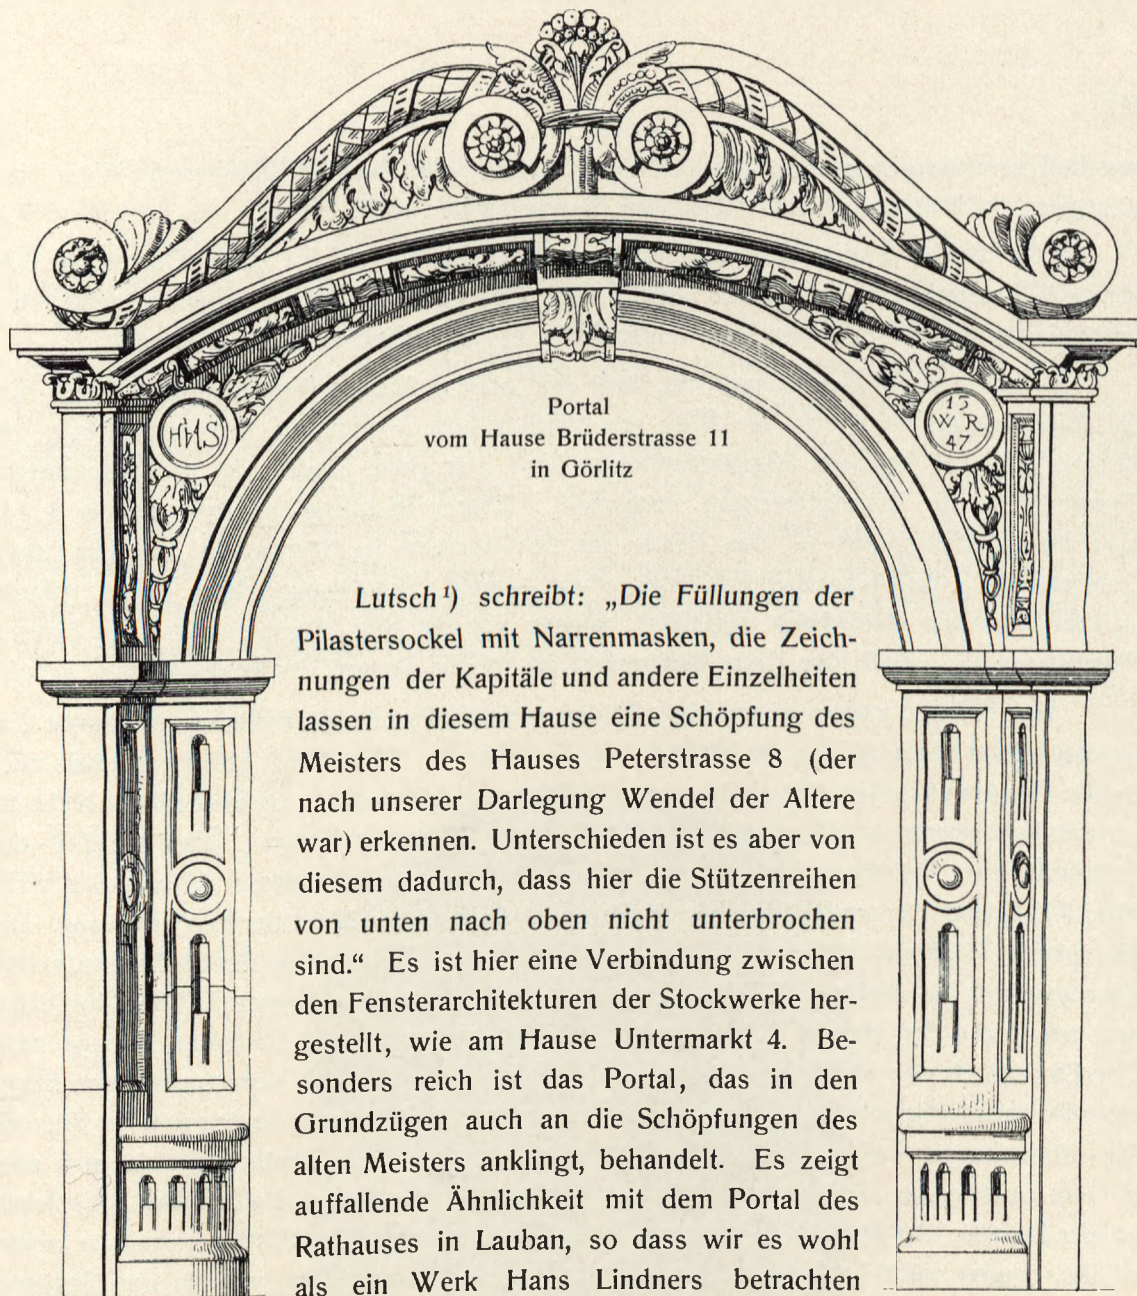 HNS
15
W R
47
Portal
vom Hause Brüderstrasse 11
in Görlitz
Lutsch¹) schreibt: „Die Füllungen der
Pilastersockel mit Narrenmasken, die Zeich-
nungen der Kapitäle und andere Einzelheiten
lassen in diesem Hause eine Schöpfung des
Meisters des Hauses Peterstrasse 8 (der
nach unserer Darlegung Wendel der Altere
war) erkennen. Unterschieden ist es aber von
diesem dadurch, dass hier die Stützenreihen
von unten nach oben nicht unterbrochen
sind.“ Es ist hier eine Verbindung zwischen
den Fensterarchitekturen der Stockwerke her-
gestellt, wie am Hause Untermarkt 4. Be-
sonders reich ist das Portal, das in den
Grundzügen auch an die Schöpfungen des
alten Meisters anklingt, behandelt. Es zeigt
auffallende Ähnlichkeit mit dem Portal des
Rathauses in Lauban, so dass wir es wohl
als ein Werk Hans Lindners betrachten